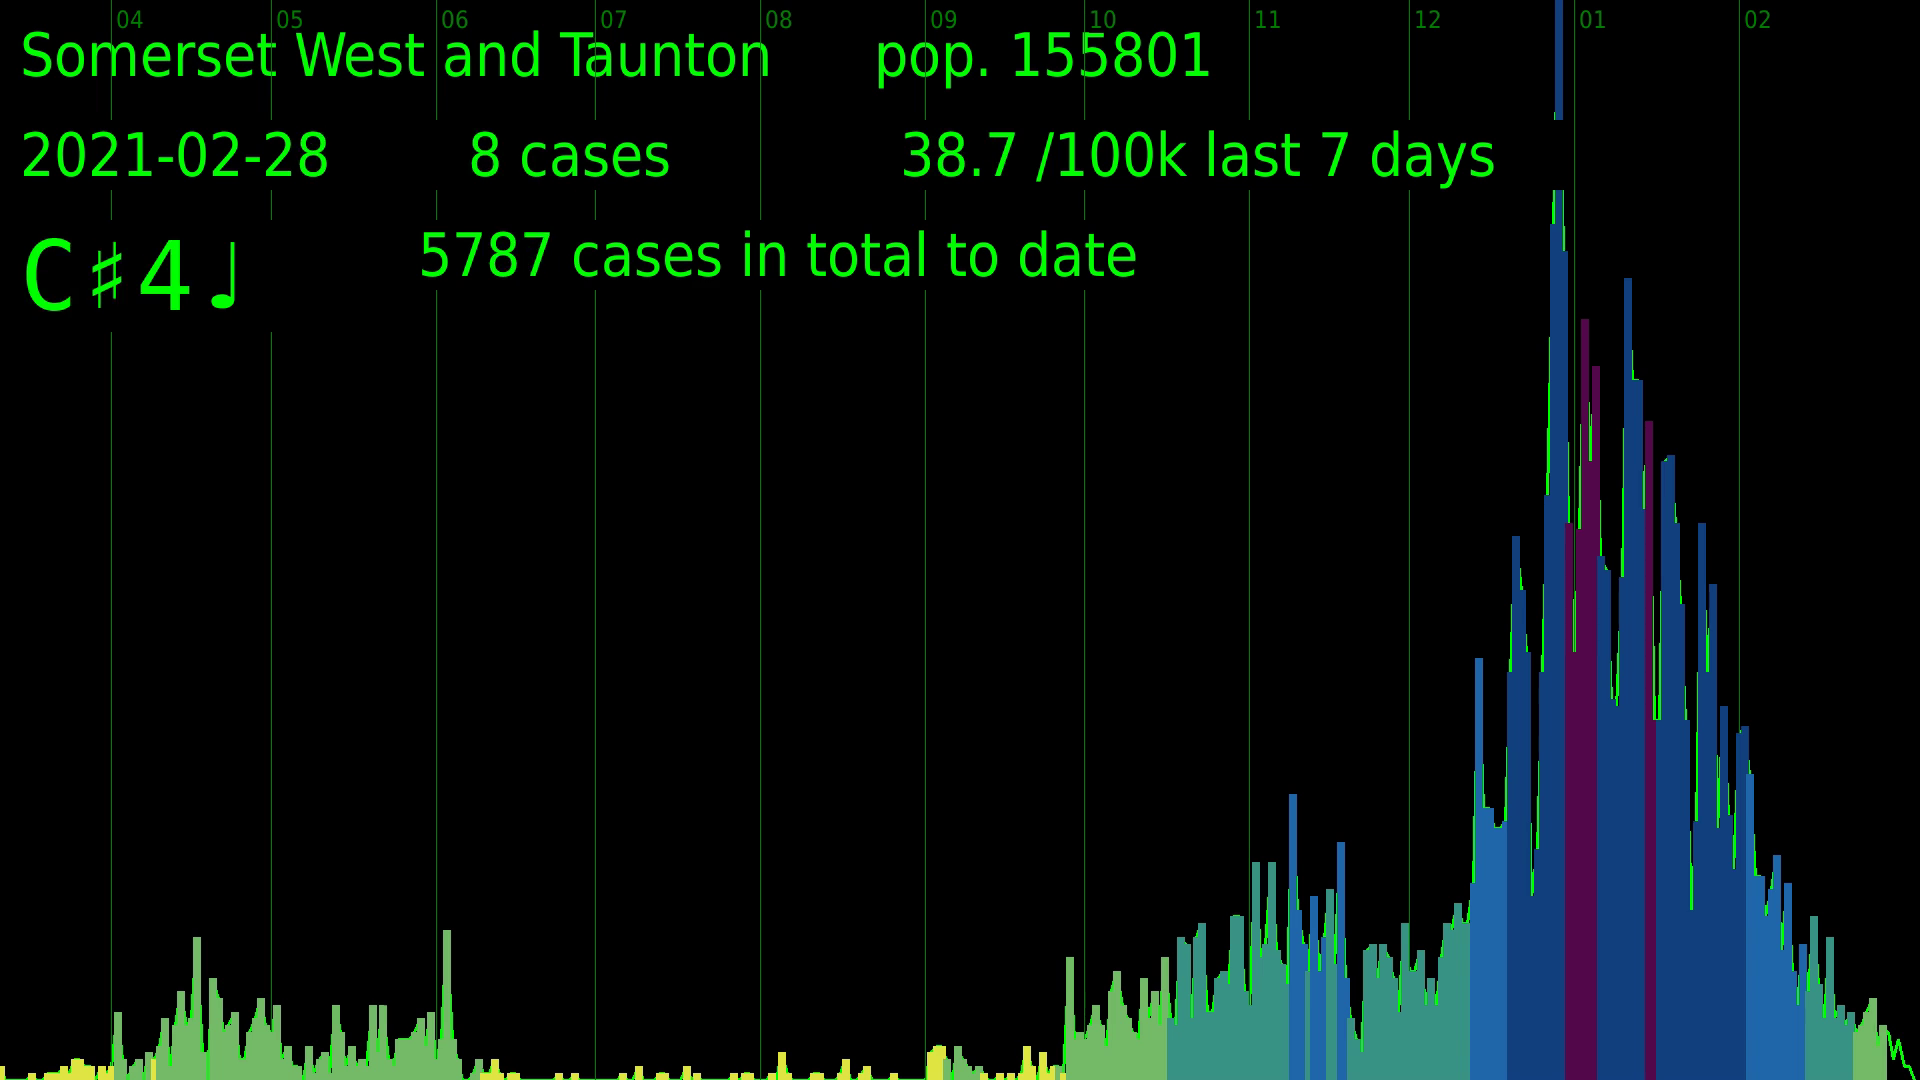 04 05 06 07 08 09 10 11 12 01 02
Somerset West and Taunton pop. 155801
2021-02-28 8 cases 38.7 /100k last 7 days
C♯4♩ 5787 cases in total to date